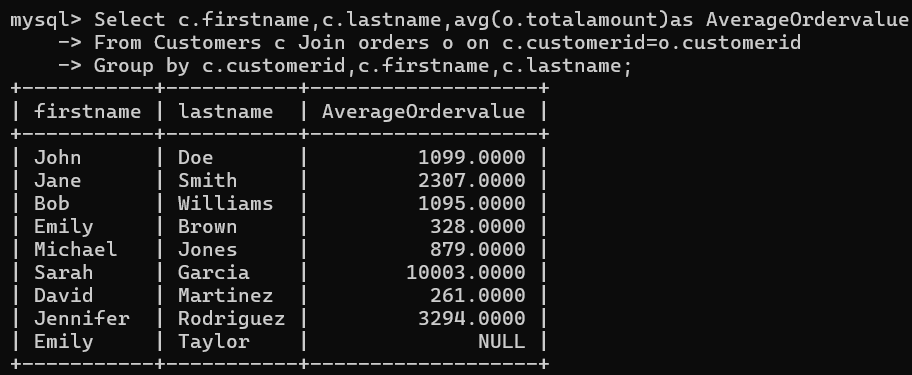 mysql> Select c.firstname,c.lastname,avg(o.totalamount)as AverageOrdervalue
    -> From Customers c Join orders o on c.customerid=o.customerid
    -> Group by c.customerid,c.firstname,c.lastname;
+-----------+-----------+-------------------+
| firstname | lastname  | AverageOrdervalue |
+-----------+-----------+-------------------+
| John      | Doe       |         1099.0000 |
| Jane      | Smith     |         2307.0000 |
| Bob       | Williams  |         1095.0000 |
| Emily     | Brown     |          328.0000 |
| Michael   | Jones     |          879.0000 |
| Sarah     | Garcia    |        10003.0000 |
| David     | Martinez  |          261.0000 |
| Jennifer  | Rodriguez |         3294.0000 |
| Emily     | Taylor    |              NULL |
+-----------+-----------+-------------------+